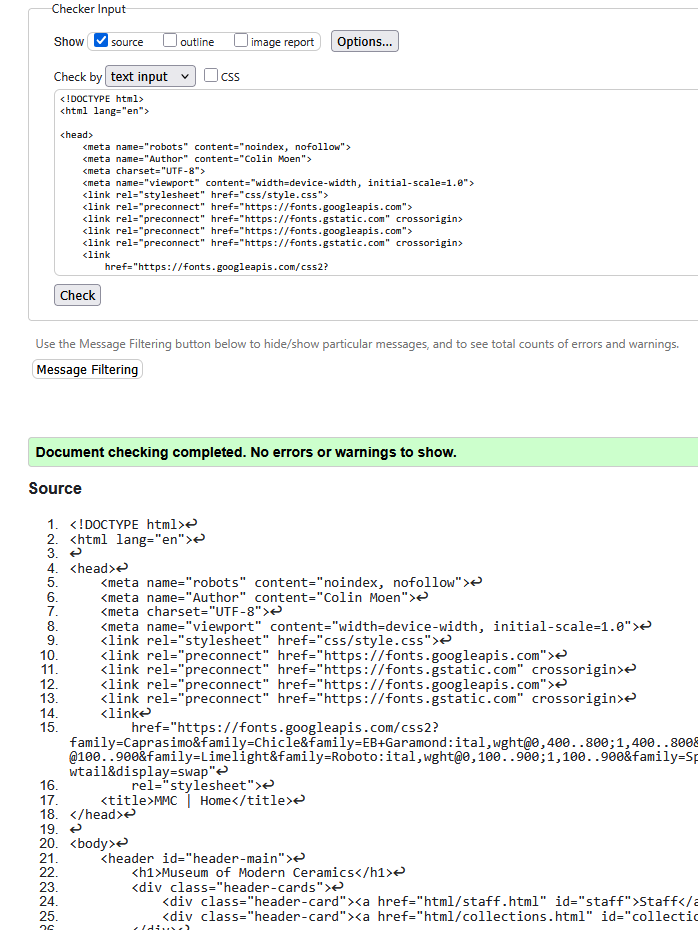 Checker Input
Show source outline image report Options...
Check by text input CSS
<!DOCTYPE html>
<html lang="en">
<head>
<meta name="robots" content="noindex, nofollow">
<meta name="Author" content="Colin Moen">
<meta charset="UTF-8">
<meta name="viewport" content="width=device-width, initial-scale=1.0">
<link rel="stylesheet" href="css/style.css">
<link rel="preconnect" href="https://fonts.googleapis.com">
<link rel="preconnect" href="https://fonts.gstatic.com" crossorigin>
<link rel="preconnect" href="https://fonts.googleapis.com">
<link rel="preconnect" href="https://fonts.gstatic.com" crossorigin>
<link
href="https://fonts.googleapis.com/css2?
Check
Use the Message Filtering button below to hide/show particular messages, and to see total counts of errors and warnings.
Message Filtering
Document checking completed. No errors or warnings to show.
Source
1. <!DOCTYPE html>↩
2. <html lang="en">↩
3. ↩
4. <head>↩
5. <meta name="robots" content="noindex, nofollow">↩
6. <meta name="Author" content="Colin Moen">↩
7. <meta charset="UTF-8">↩
8. <meta name="viewport" content="width=device-width, initial-scale=1.0">↩
9. <link rel="stylesheet" href="css/style.css">↩
10. <link rel="preconnect" href="https://fonts.googleapis.com">↩
11. <link rel="preconnect" href="https://fonts.gstatic.com" crossorigin>↩
12. <link rel="preconnect" href="https://fonts.googleapis.com">↩
13. <link rel="preconnect" href="https://fonts.gstatic.com" crossorigin>↩
14. <link↩
15. href="https://fonts.googleapis.com/css2?
family=Caprasimo&family=Chicle&family=EB+Garamond:ital,wght@0,400..800;1,400..800&
@100..900&family=Limelight&family=Roboto:ital,wght@0,100..900;1,100..900&family=Sp
wtail&display=swap"↩
16. rel="stylesheet">↩
17. <title>MMC | Home</title>↩
18. </head>↩
19. ↩
20. <body>↩
21. <header id="header-main">↩
22. <h1>Museum of Modern Ceramics</h1>↩
23. <div class="header-cards">↩
24. <div class="header-card"><a href="html/staff.html" id="staff">Staff</a
25. <div class="header-card"><a href="html/collections.html" id="collectio
26. </div>↩